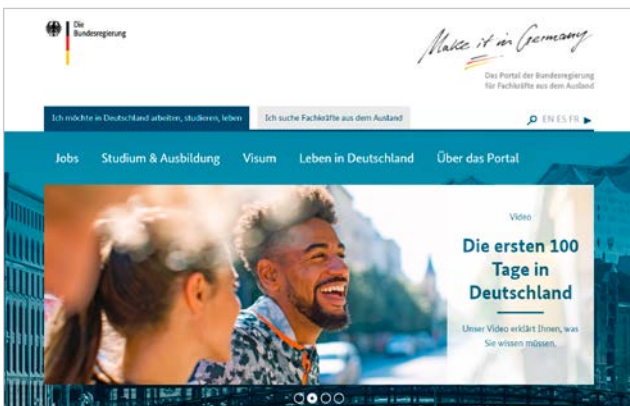 Die
Bundesregierung
Make it in Germany
Das Portal der Bundesregierung
für Fachkräfte aus dem Ausland
Ich möchte in Deutschland arbeiten, studieren, leben
Ich suche Fachkräfte aus dem Ausland
EN ES FR
Jobs
Studium & Ausbildung
Visum
Leben in Deutschland
Über das Portal
Video
Die ersten 100
Tage in
Deutschland
Unser Video erklärt Ihnen, was
Sie wissen müssen.